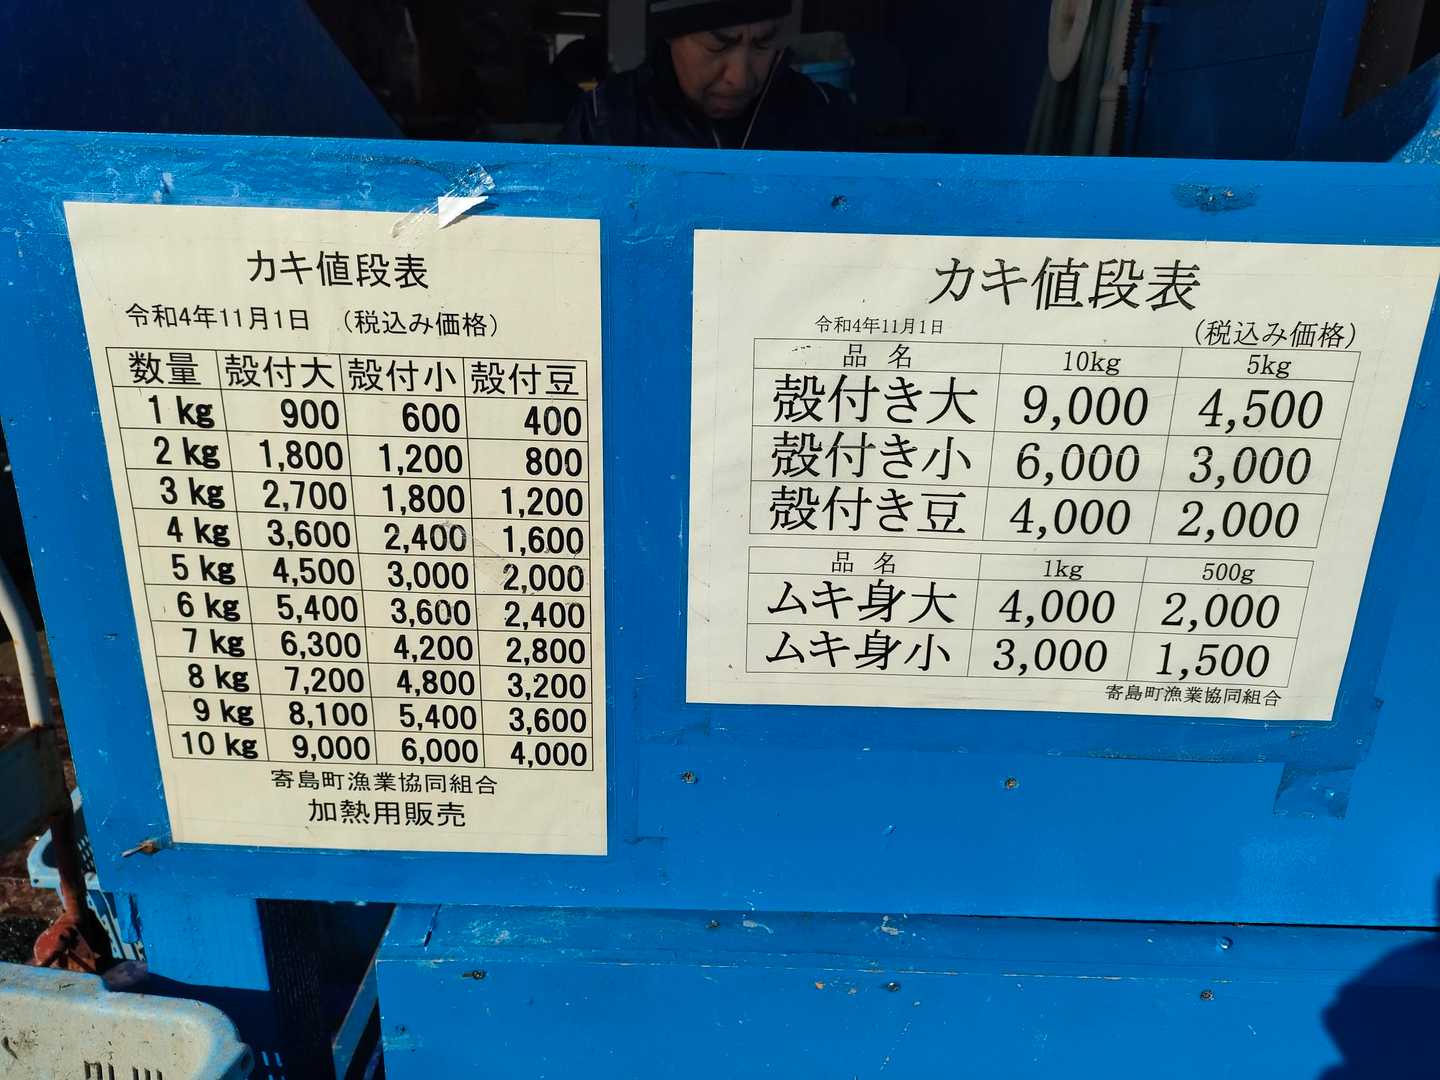 カキ値段表
令和4年11月1日 （税込み価格）
数量 殻付大 殻付小 殻付豆
1 kg 900 600 400
2 kg 1,800 1,200 800
3 kg 2,700 1,800 1,200
4 kg 3,600 2,400 1,600
5 kg 4,500 3,000 2,000
6 kg 5,400 3,600 2,400
7 kg 6,300 4,200 2,800
8 kg 7,200 4,800 3,200
9 kg 8,100 5,400 3,600
10 kg 9,000 6,000 4,000
寄島町漁業協同組合
加熱用販売
カキ値段表
令和4年11月1日 (税込み価格)
品 名 10kg 5kg
殻付き大 9,000 4,500
殻付き小 6,000 3,000
殻付き豆 4,000 2,000
品 名 1kg 500g
ムキ身大 4,000 2,000
ムキ身小 3,000 1,500
寄島町漁業協同組合